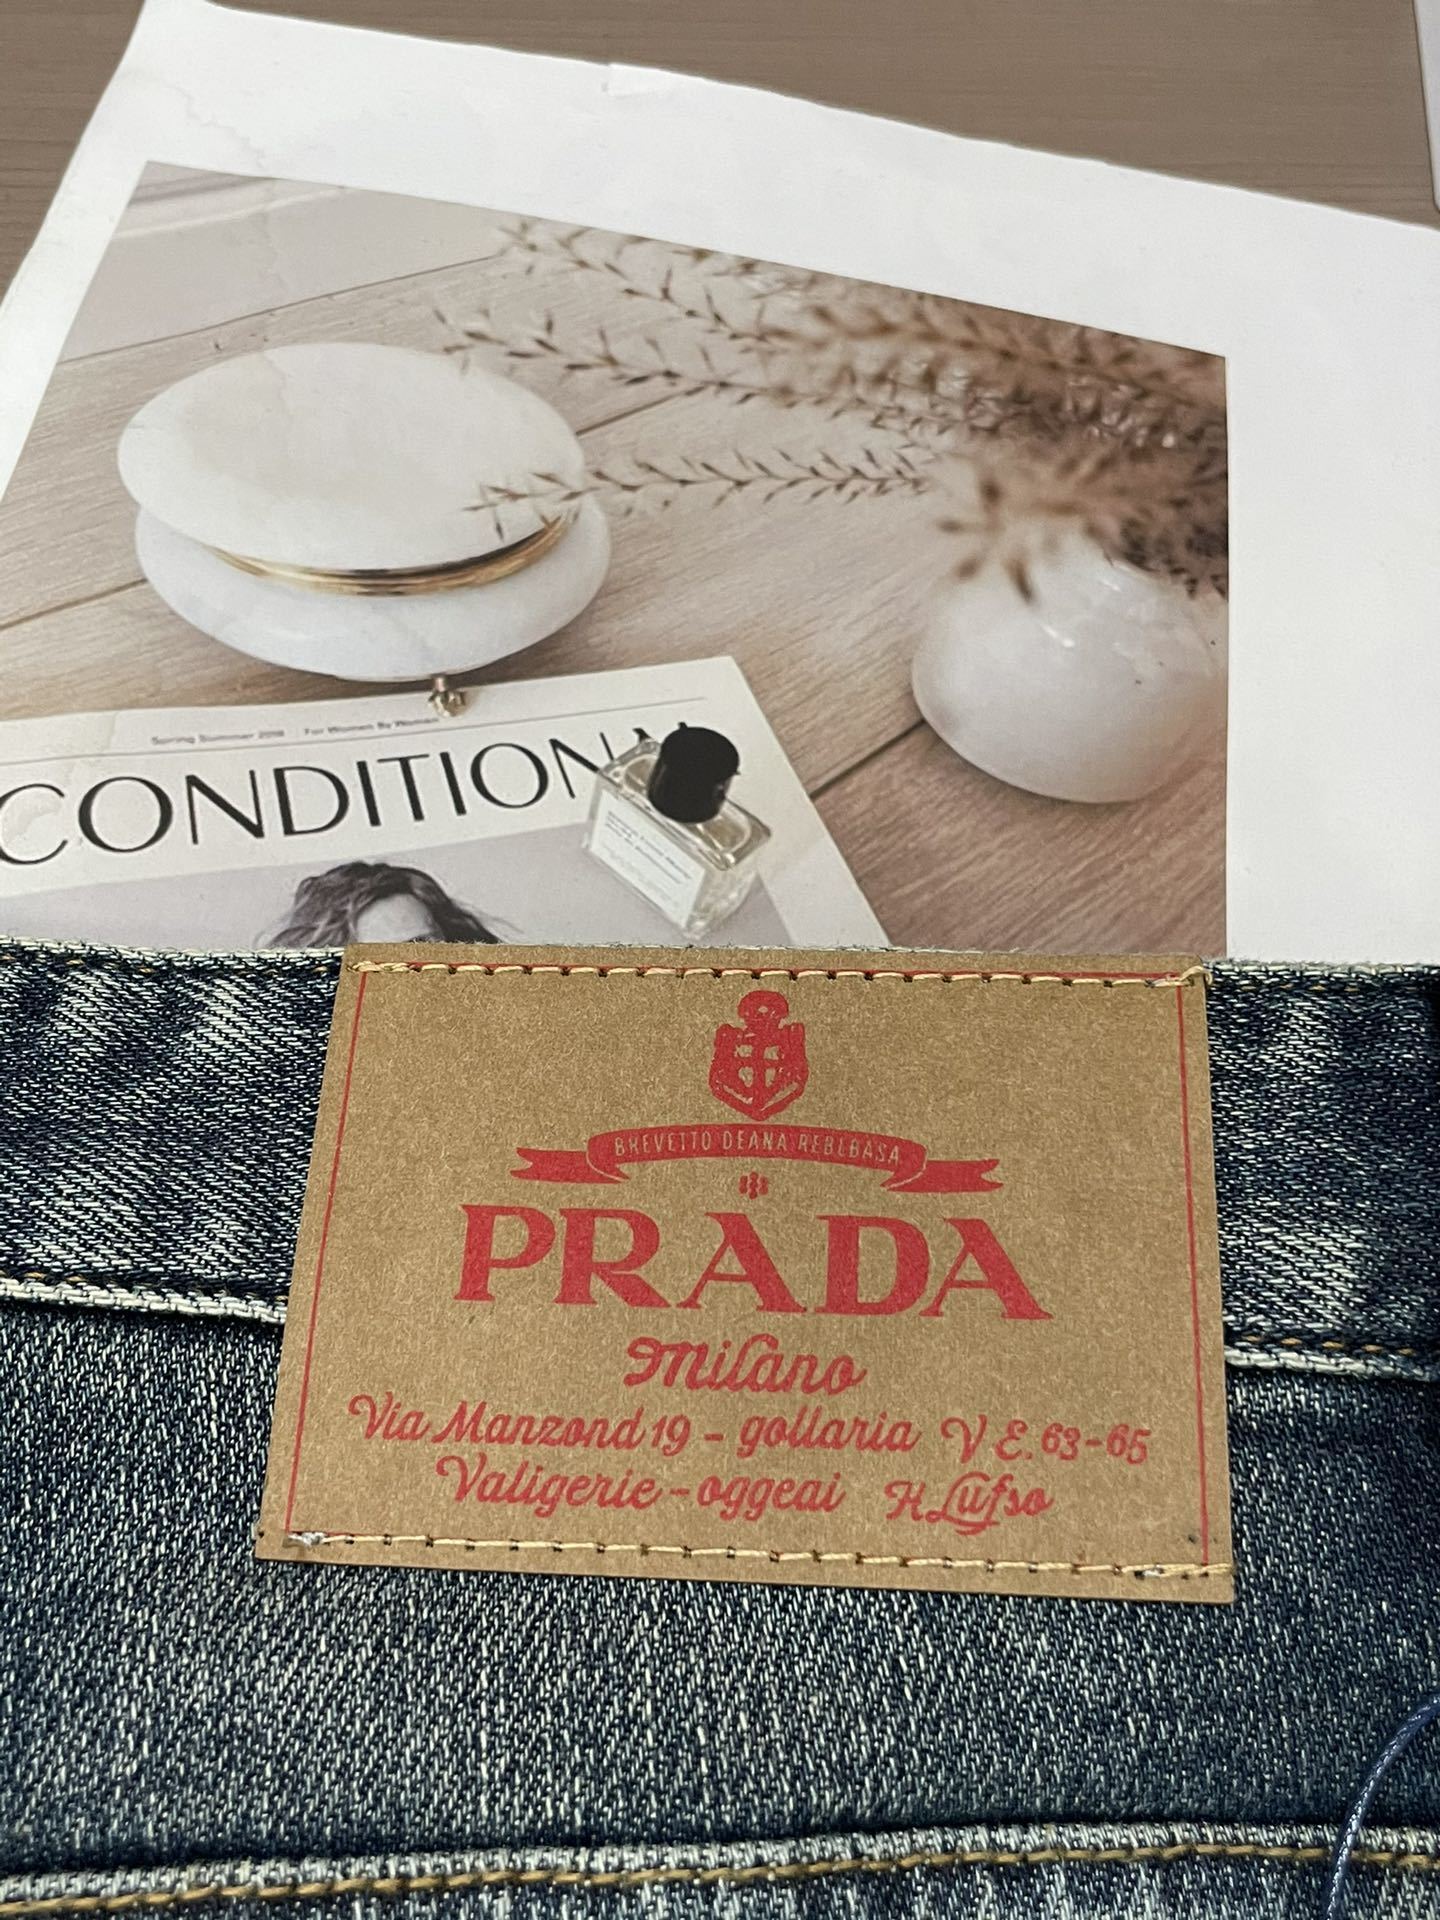 Spring Summer 2018 For Women By Women
CONDITION
BREVETTO DEANA REBLBASA
PRADA
Milano
Via Manzond 19 - gollaria V E. 63-65
Valigerie - oggeai H Lufso